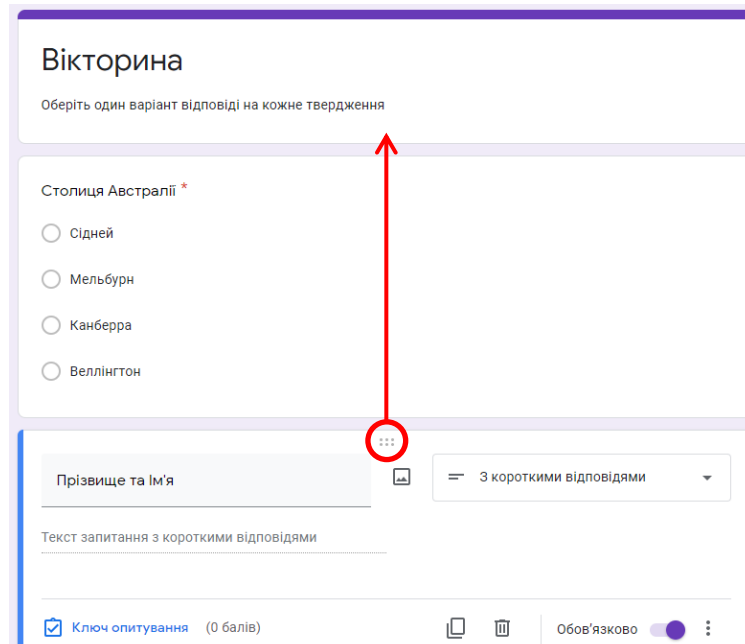 Вікторина
Оберіть один варіант відповіді на кожне твердження
Столиця Австралії *
Сідней
Мельбурн
Канберра
Веллінгтон
Прізвище та Ім'я
З короткими відповідями
Текст запитання з короткими відповідями
Ключ опитування (0 балів)
Обов'язково